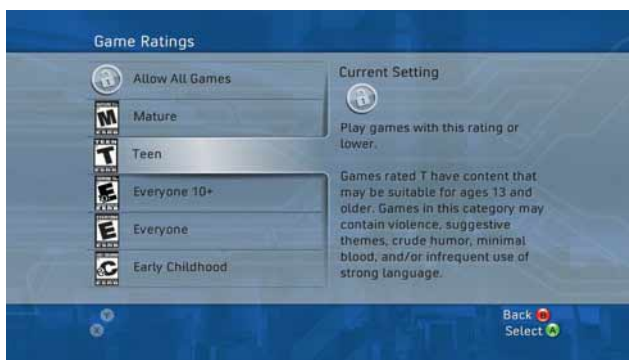 Game Ratings
Allow All Games
Mature
Teen
Everyone 10+
Everyone
Early Childhood
Current Setting
Play games with this rating or
lower.
Games rated T have content that
may be suitable for ages 13 and
older. Games in this category may
contain violence, suggestive
themes, crude humor, minimal
blood, and/or infrequent use of
strong language.
M
T
E
E
C
Y
X
Back B
Select A